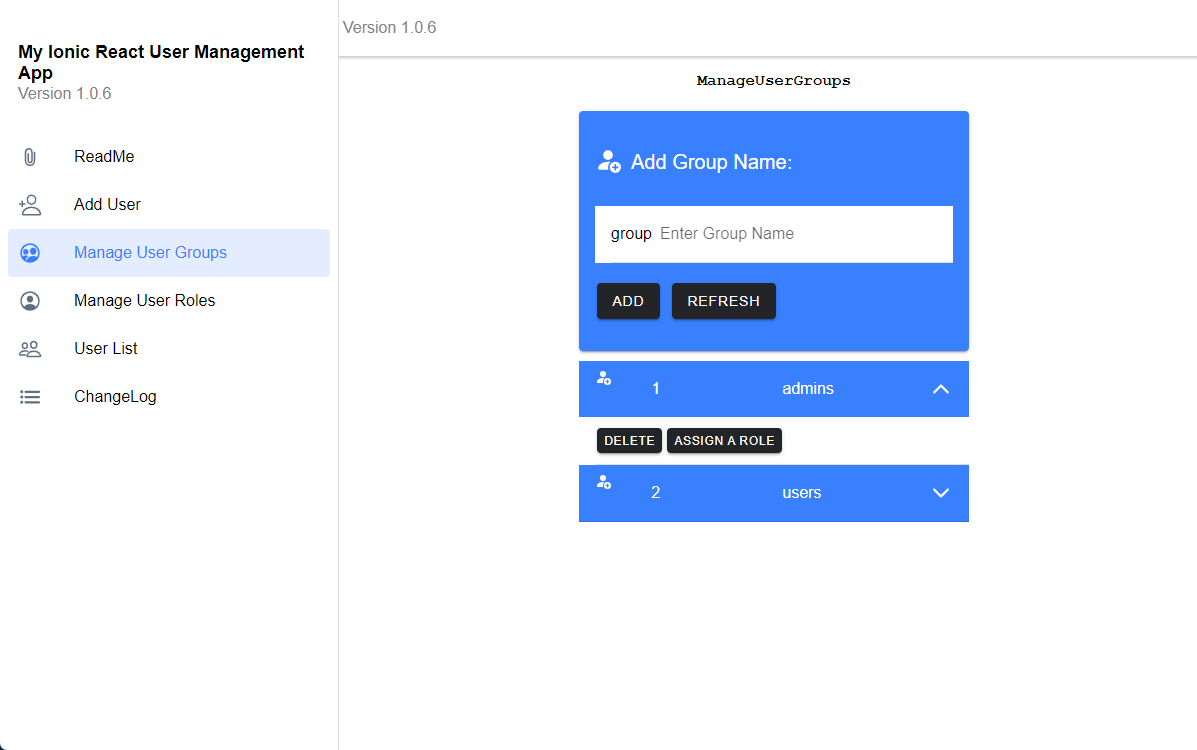 My Ionic React User Management
App
Version 1.0.6
ReadMe
Add User
Manage User Groups
Manage User Roles
User List
ChangeLog
Version 1.0.6
ManageUserGroups
Add Group Name:
group Enter Group Name
ADD REFRESH
1 admins
DELETE ASSIGN A ROLE
2 users